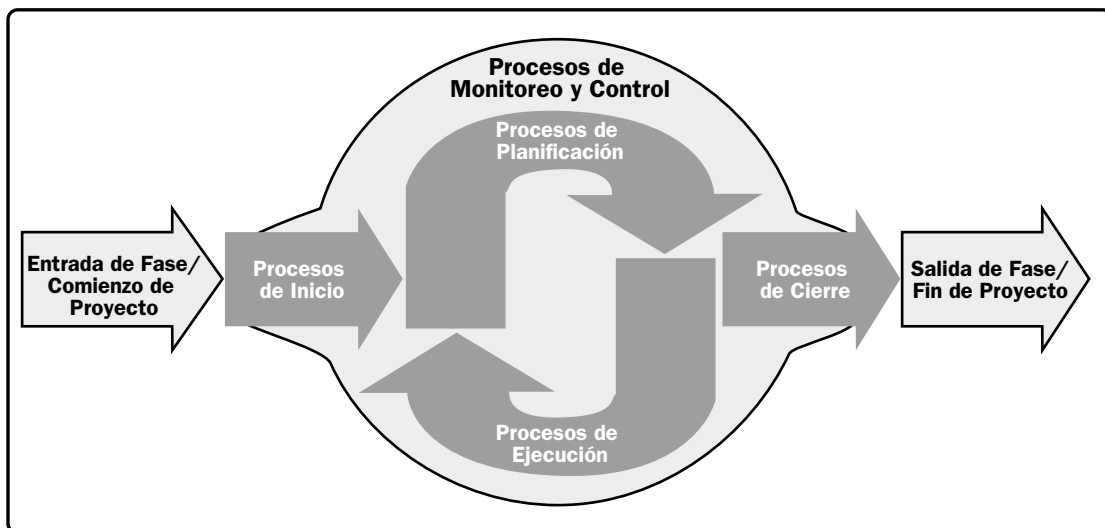 Procesos de
Monitoreo y Control
Procesos de
Planificación
Entrada de Fase/
Comienzo de
Proyecto
Procesos
de Inicio
Procesos
de Cierre
Salida de Fase/
Fin de Proyecto
Procesos de
Ejecución